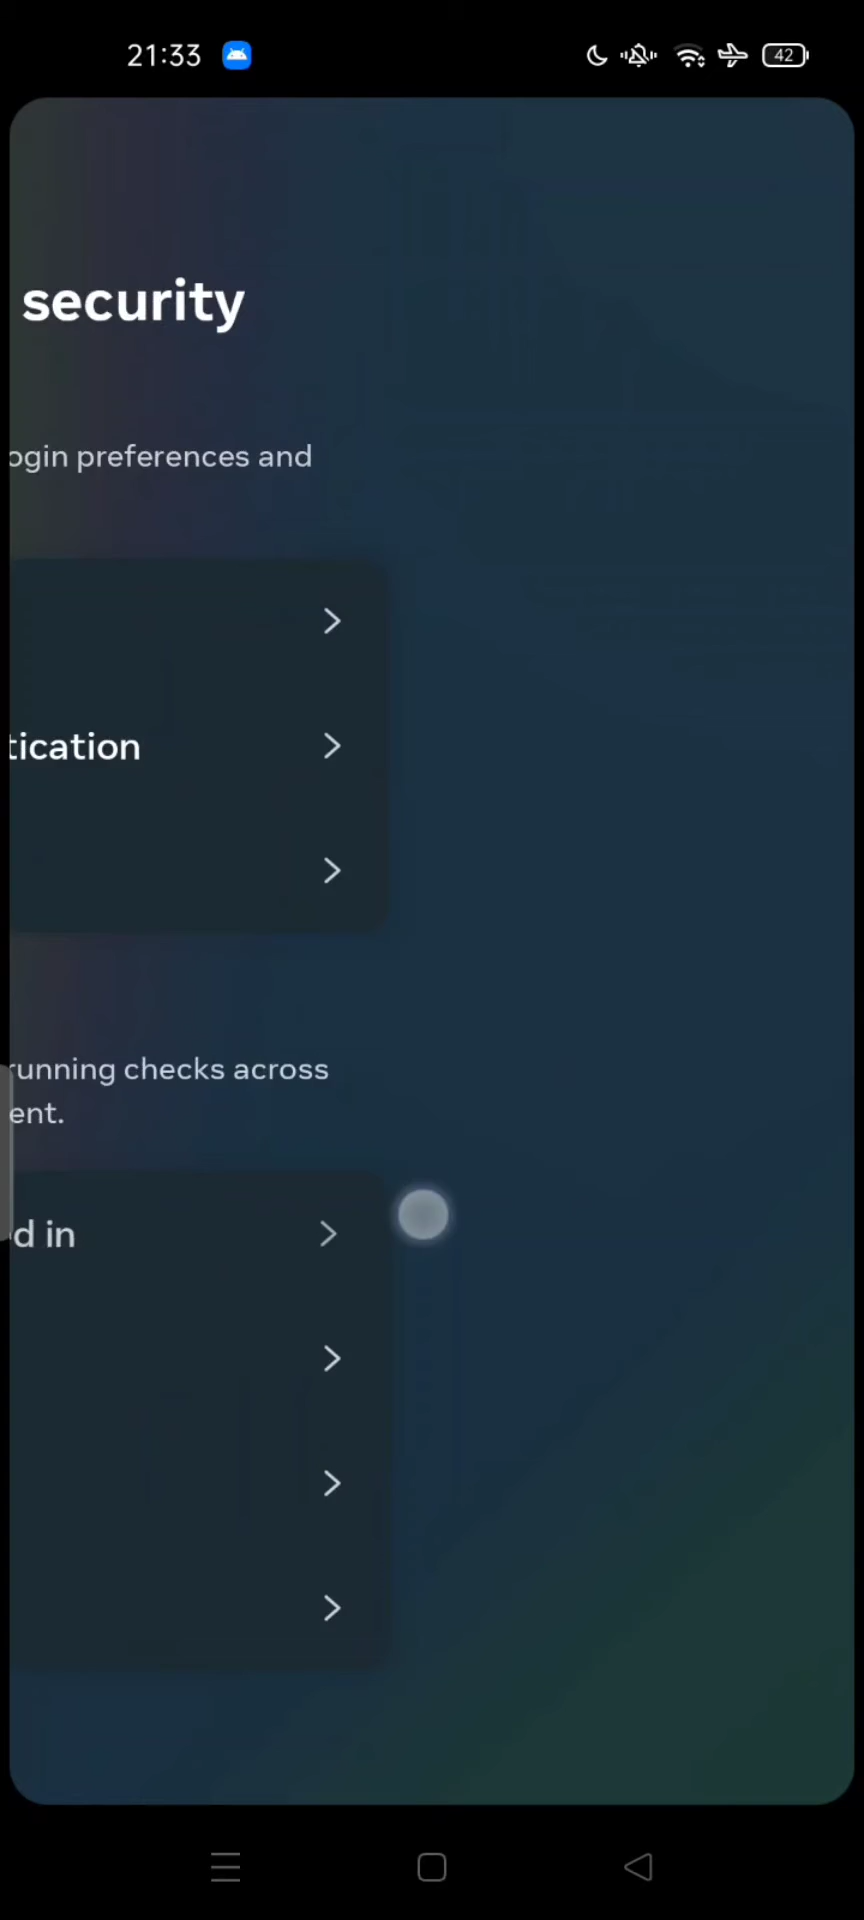 21:33
42
security
ogin preferences and
tication
running checks across
ent.
d in